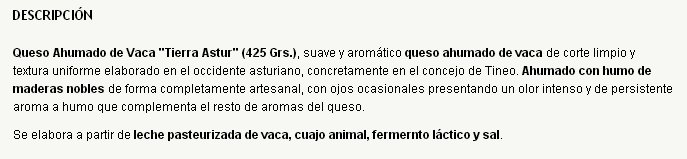 DESCRIPCIÓN
Queso Ahumado de Vaca "Tierra Astur" (425 Grs.), suave y aromático queso ahumado de vaca de corte limpio y
textura uniforme elaborado en el occidente asturiano, concretamente en el concejo de Tineo. Ahumado con humo de
maderas nobles de forma completamente artesanal, con ojos ocasionales presentando un olor intenso y de persistente
aroma a humo que complementa el resto de aromas del queso.
Se elabora a partir de leche pasteurizada de vaca, cuajo animal, fermernto láctico y sal.